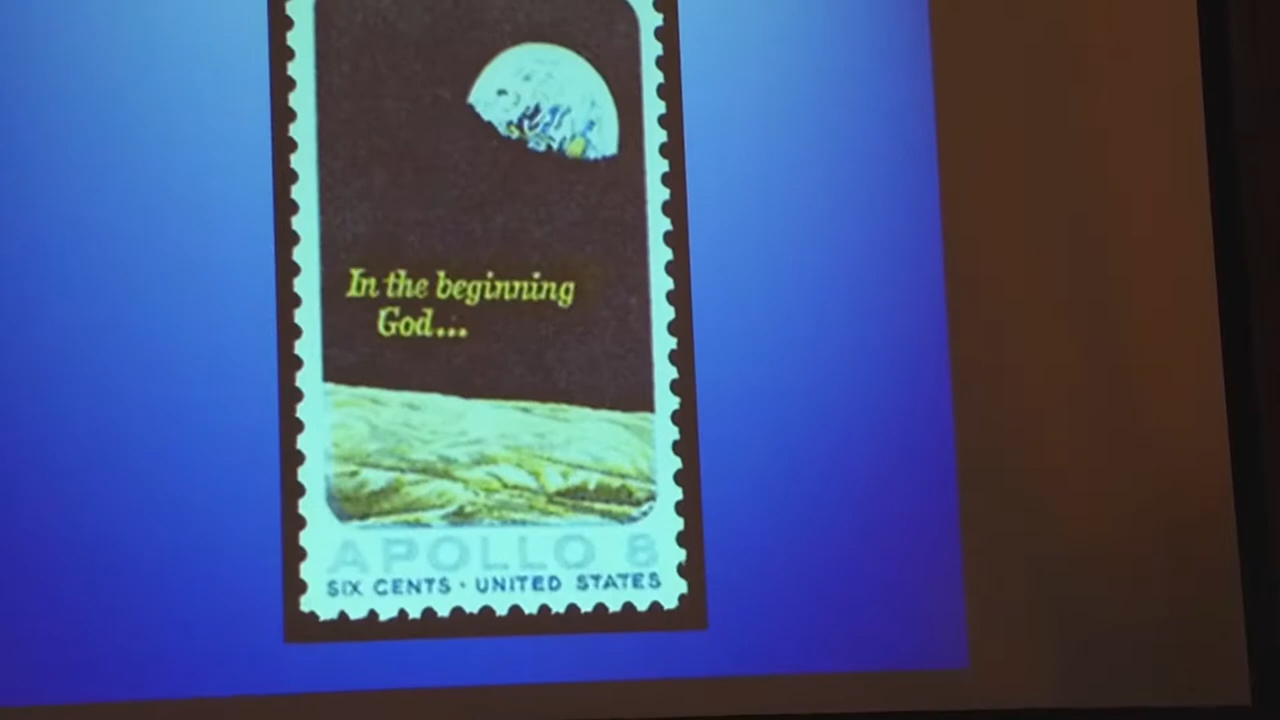 In the beginning
God...
APOLLO 8
SIX CENTS · UNITED STATES